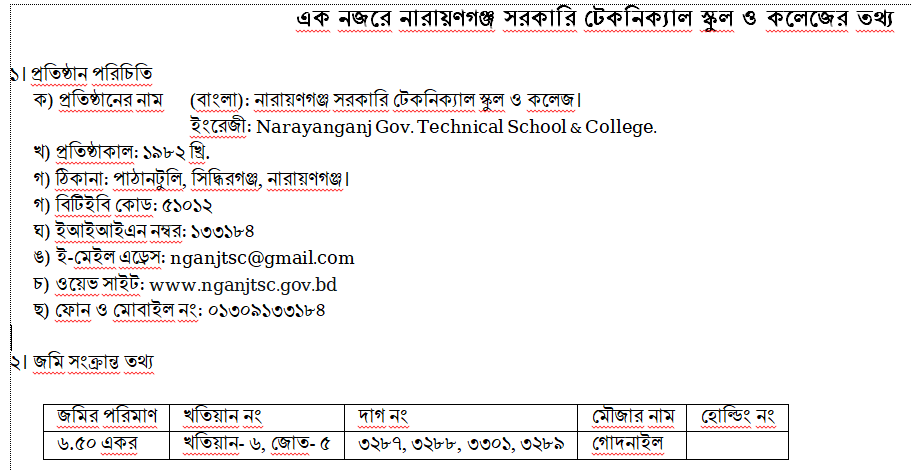 এক নজরে নারায়ণগঞ্জ সরকারি টেকনিক্যাল স্কুল ও কলেজের তথ্য
১। প্রতিষ্ঠান পরিচিতি
ক) প্রতিষ্ঠানের নাম (বাংলা): নারায়ণগঞ্জ সরকারি টেকনিক্যাল স্কুল ও কলেজ।
ইংরেজী: Narayanganj Gov. Technical School & College.
খ) প্রতিষ্ঠাকাল: ১৯৮২ খ্রি.
গ) ঠিকানা: পাঠানটুলি, সিদ্ধিরগঞ্জ, নারায়ণগঞ্জ।
গ) বিটিইবি কোড: ৫১০১২
ঘ) ইআইআইএন নম্বর: ১৩৩১৮৪
ঙ) ই-মেইল এড্রেস: nganjtsc@gmail.com
চ) ওয়েভ সাইট: www.nganjtsc.gov.bd
ছ) ফোন ও মোবাইল নং: ০১৩০৯১৩৩১৮৪
২। জমি সংক্রান্ত তথ্য
জমির পরিমাণ খতিয়ান নং দাগ নং মৌজার নাম হোল্ডিং নং
৬.৫০ একর খতিয়ান- ৬, জোত- ৫ ৩২৮৭, ৩২৮৮, ৩৩০১, ৩২৮৯ গোদনাইল